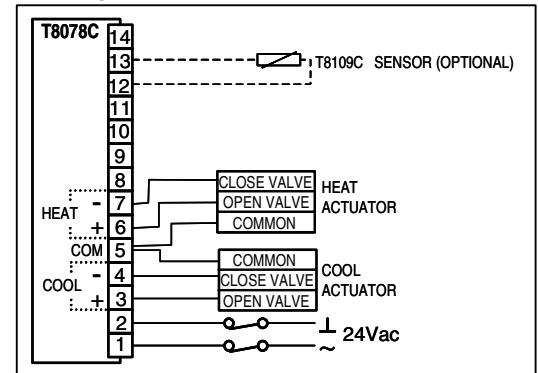 T8078C
14
13 T8109C SENSOR (OPTIONAL)
12
11
10
9
8 CLOSE VALVE HEAT
- 7 OPEN VALVE ACTUATOR
HEAT
+ 6 COMMON
COM 5 COMMON
- 4 CLOSE VALVE COOL
COOL ACTUATOR
+ 3 OPEN VALVE
2 ⊥ 24Vac
1 ~